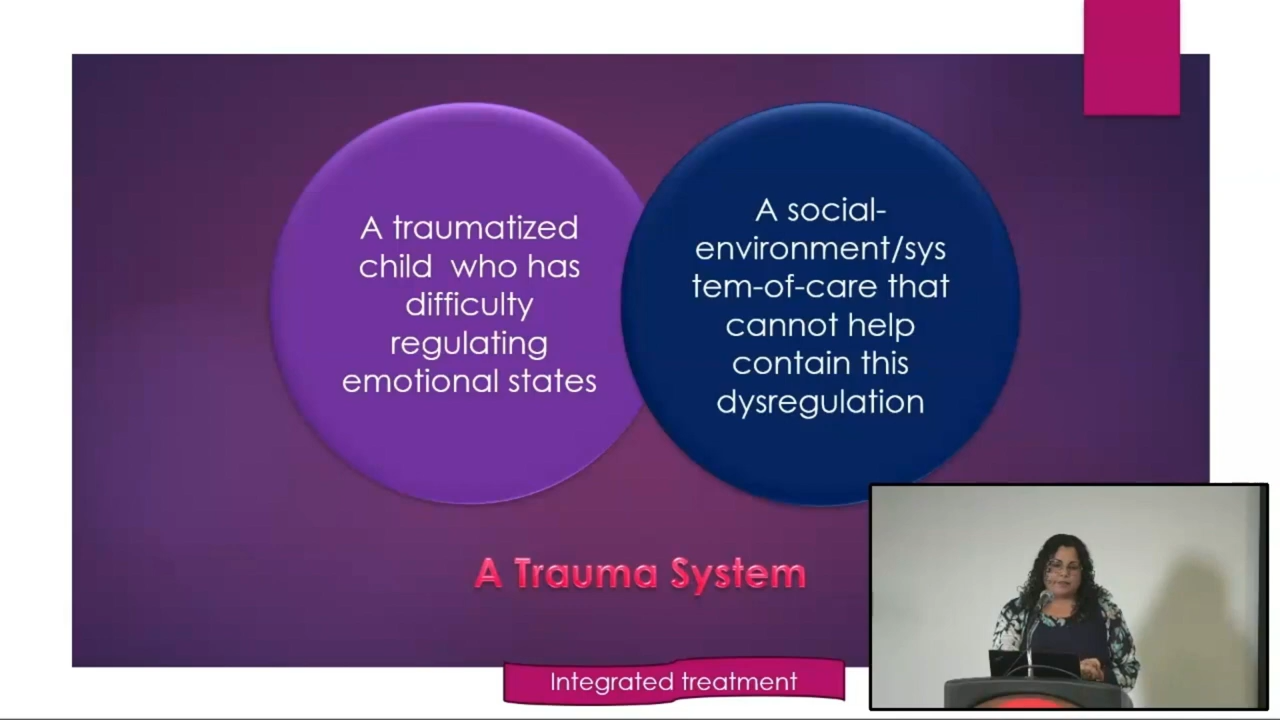 A traumatized
child  who has
difficulty
regulating
emotional states
A social-
environment/sys
tem-of-care that
cannot help
contain this
dysregulation
A Trauma System
Integrated treatment